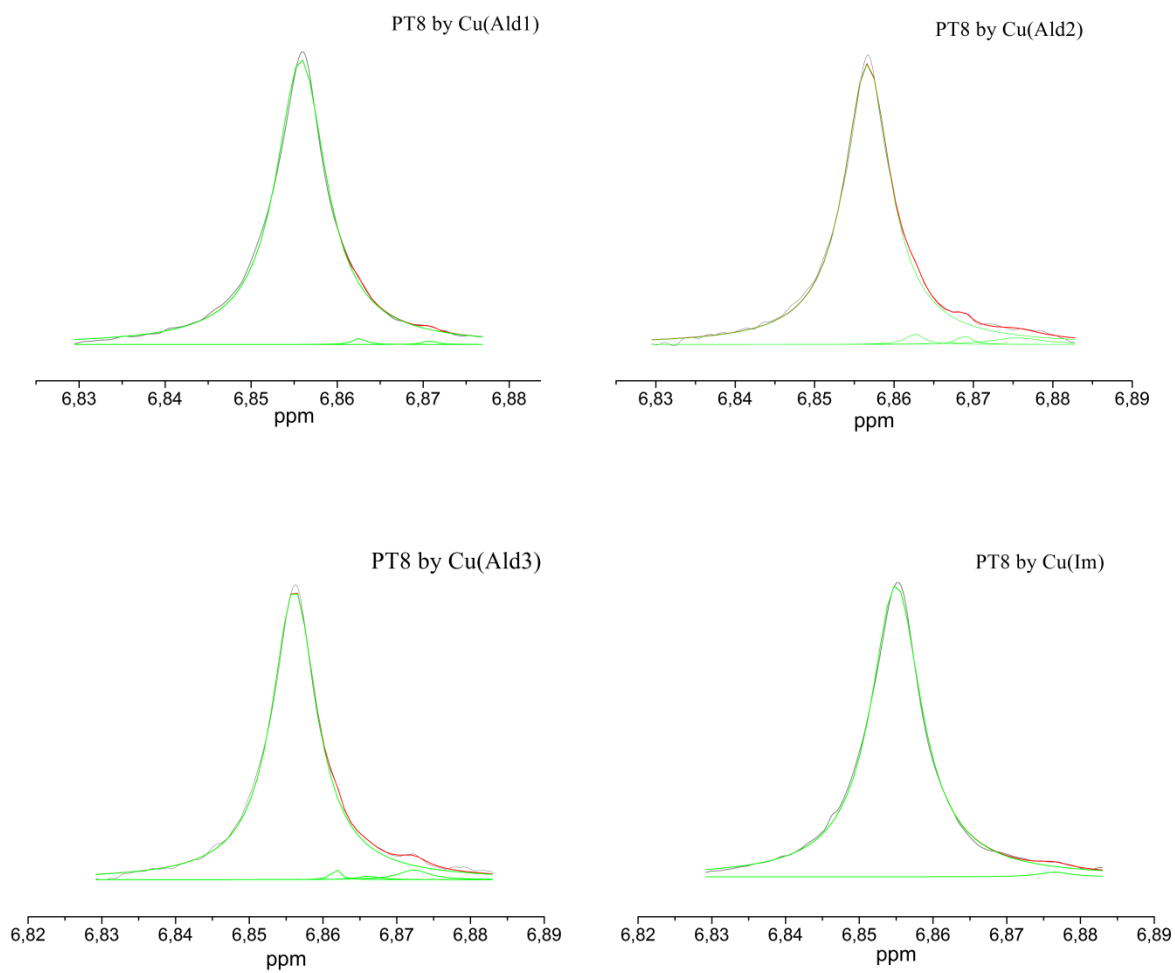 PT8 by Cu(Ald1)
6,83 6,84 6,85 6,86 6,87 6,88
ppm
PT8 by Cu(Ald2)
6,83 6,84 6,85 6,86 6,87 6,88 6,89
ppm
PT8 by Cu(Ald3)
6,82 6,83 6,84 6,85 6,86 6,87 6,88 6,89
ppm
PT8 by Cu(Im)
6,82 6,83 6,84 6,85 6,86 6,87 6,88 6,89
ppm